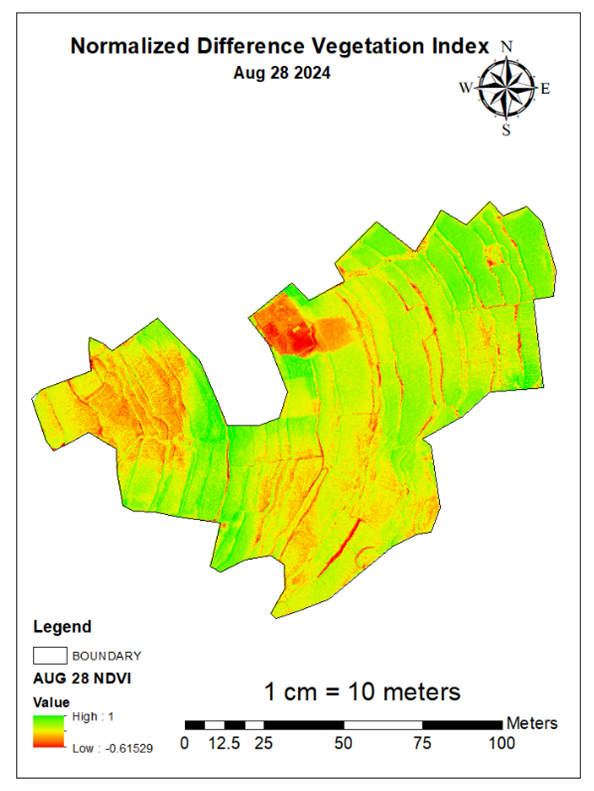 Normalized Difference Vegetation Index
Aug 28 2024
N
W E
S
Legend
BOUNDARY
AUG 28 NDVI
Value
High : 1
Low : -0.61529
1 cm = 10 meters
Meters
0 12.5 25 50 75 100